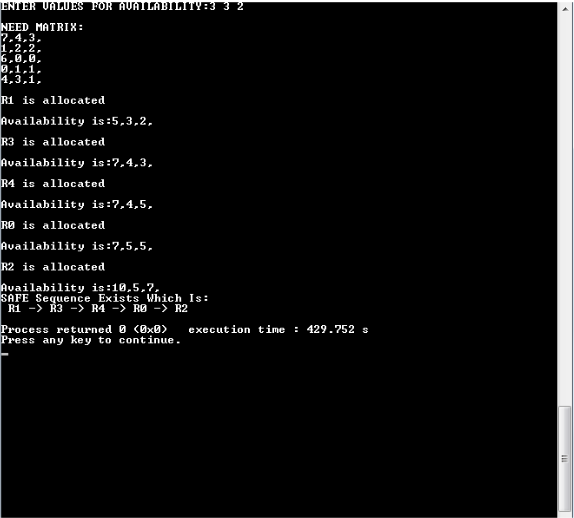 ENTER VALUES FOR AVAILABILITY:3 3 2
NEED MATRIX:
7,4,3,
1,2,2,
6,0,0,
0,1,1,
4,3,1,
R1 is allocated
Availability is:5,3,2,
R3 is allocated
Availability is:7,4,3,
R4 is allocated
Availability is:7,4,5,
R0 is allocated
Availability is:7,5,5,
R2 is allocated
Availability is:10,5,7,
SAFE Sequence Exists Which Is:
R1 -> R3 -> R4 -> R0 -> R2
Process returned 0 (0x0)   execution time : 429.752 s
Press any key to continue.